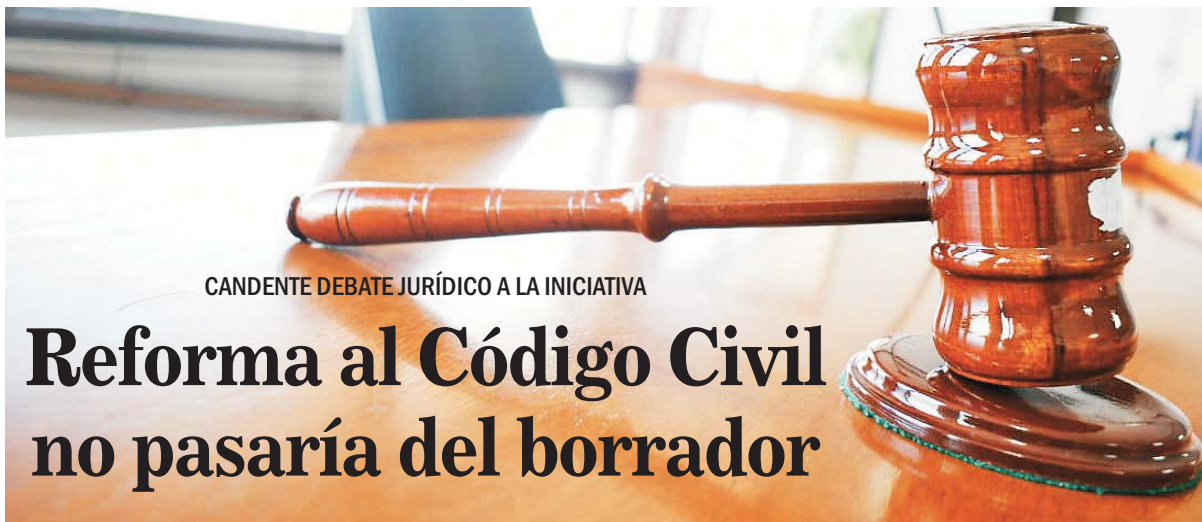 CANDENTE DEBATE JURÍDICO A LA INICIATIVA
Reforma al Código Civil
no pasaría del borrador